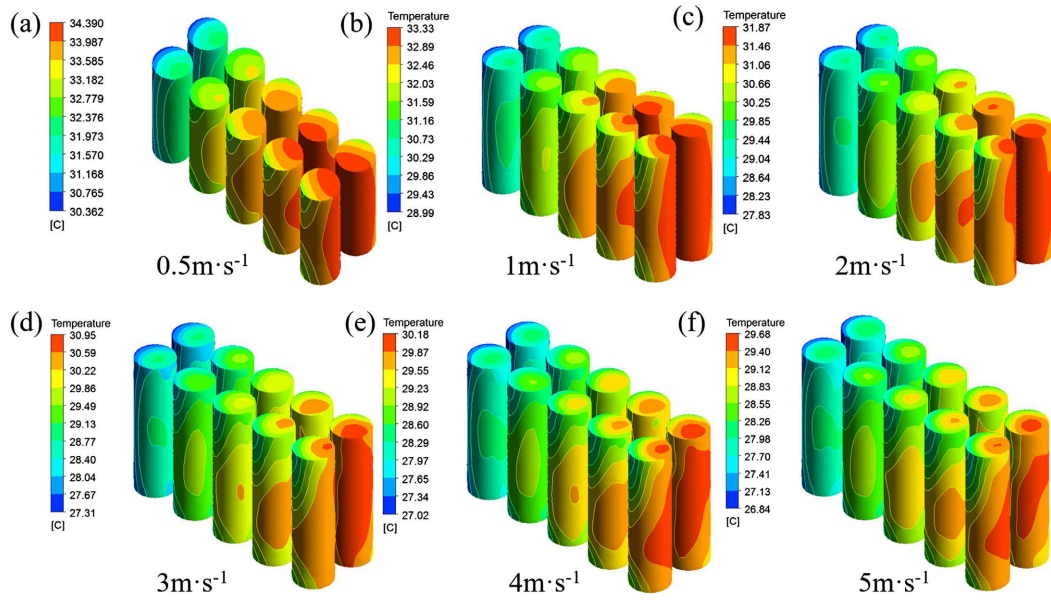 (a)
34.390
33.987
33.585
33.182
32.779
32.376
31.973
31.570
31.168
30.765
30.362
[C]
0.5m·s⁻¹
(b)
Temperature
33.33
32.89
32.46
32.03
31.59
31.16
30.73
30.29
29.86
29.43
28.99
[C]
1m·s⁻¹
(c)
Temperature
31.87
31.46
31.06
30.66
30.25
29.85
29.44
29.04
28.64
28.23
27.83
[C]
2m·s⁻¹
(d)
Temperature
30.95
30.59
30.22
29.86
29.49
29.13
28.77
28.40
28.04
27.67
27.31
[C]
3m·s⁻¹
(e)
Temperature
30.18
29.87
29.55
29.23
28.92
28.60
28.29
27.97
27.65
27.34
27.02
[C]
4m·s⁻¹
(f)
Temperature
29.68
29.40
29.12
28.83
28.55
28.26
27.98
27.70
27.41
27.13
26.84
[C]
5m·s⁻¹